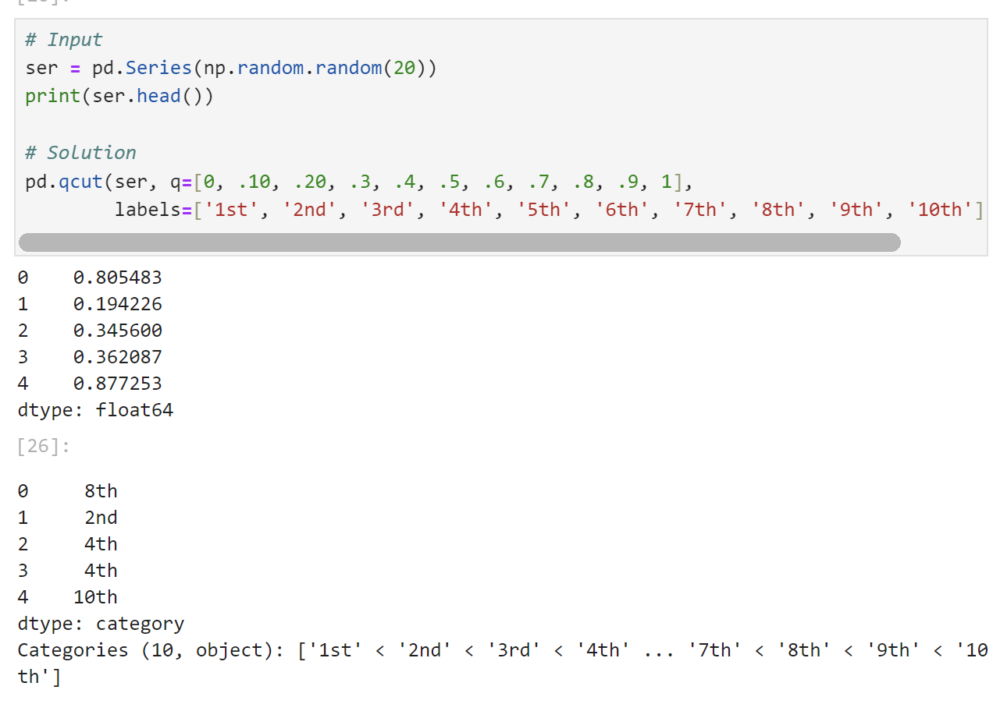 # Input
ser = pd.Series(np.random.random(20))
print(ser.head())
# Solution
pd.qcut(ser, q=[0, .10, .20, .3, .4, .5, .6, .7, .8, .9, 1],
        labels=['1st', '2nd', '3rd', '4th', '5th', '6th', '7th', '8th', '9th', '10th']
0    0.805483
1    0.194226
2    0.345600
3    0.362087
4    0.877253
dtype: float64
[26]:
0     8th
1     2nd
2     4th
3     4th
4    10th
dtype: category
Categories (10, object): ['1st' < '2nd' < '3rd' < '4th' ... '7th' < '8th' < '9th' < '10
th']